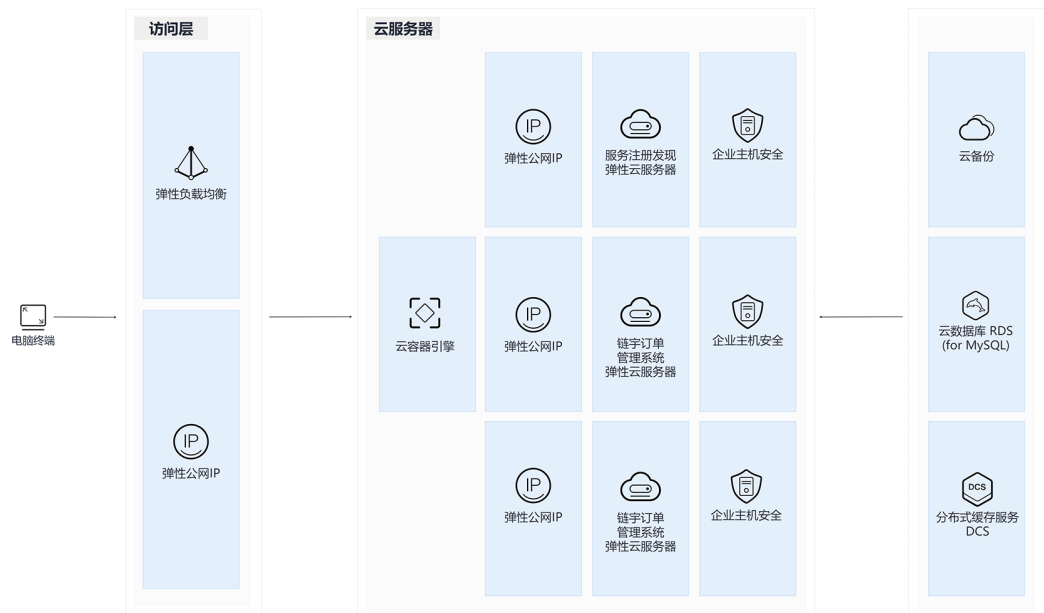 访问层
云服务器
IP
弹性公网IP
服务注册发现
弹性云服务器
企业主机安全
云备份
弹性负载均衡
电脑终端
云容器引擎
IP
弹性公网IP
链宇订单
管理系统
弹性云服务器
企业主机安全
云数据库 RDS
(for MySQL)
IP
弹性公网IP
IP
弹性公网IP
链宇订单
管理系统
弹性云服务器
企业主机安全
DCS
分布式缓存服务
DCS